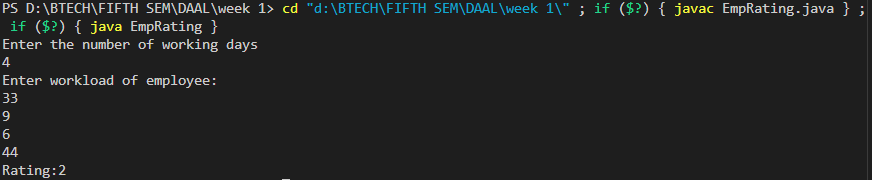 PS D:\BTECH\FIFTH SEM\DAAL\week 1> cd "d:\BTECH\FIFTH SEM\DAAL\week 1\" ; if ($?) { javac EmpRating.java } ;
if ($?) { java EmpRating }
Enter the number of working days
4
Enter workload of employee:
33
9
6
44
Rating:2